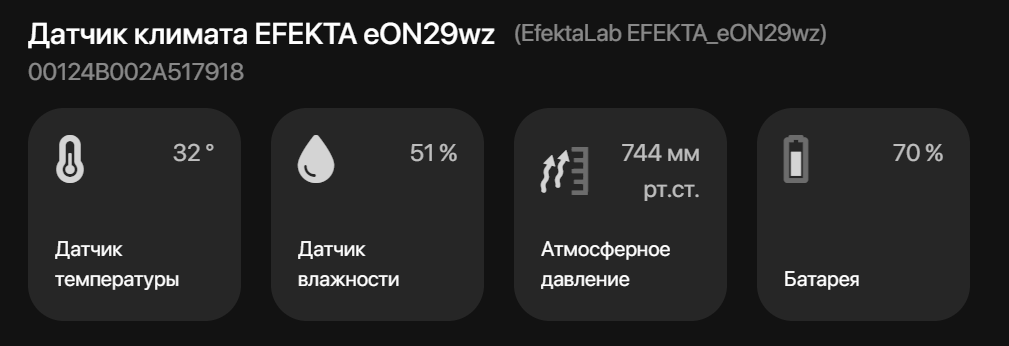 Датчик климата EFEKTA eON29wz (EfektaLab EFEKTA_eON29wz)
00124B002A517918
32 °
Датчик
температуры
51 %
Датчик
влажности
744 мм
рт.ст.
Атмосферное
давление
70 %
Батарея